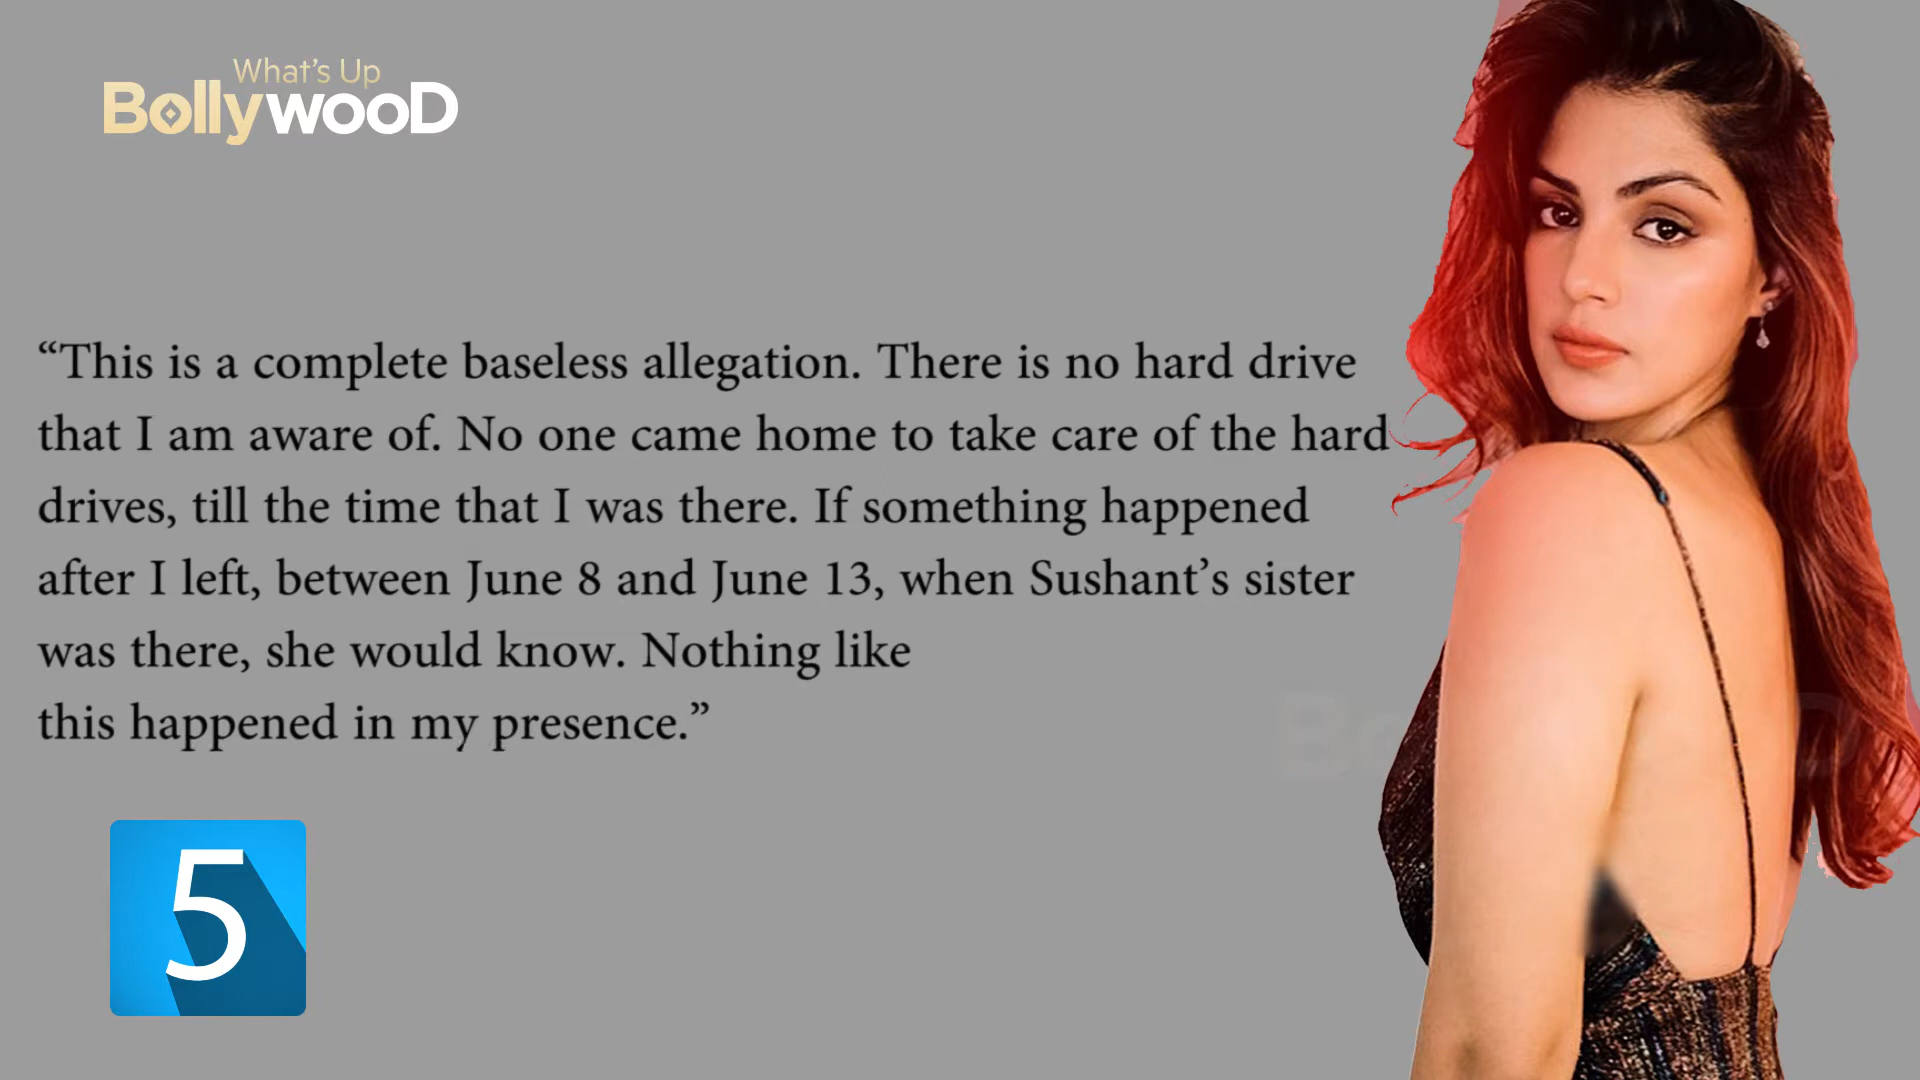 What's Up
BollywooD
“This is a complete baseless allegation. There is no hard drive
that I am aware of. No one came home to take care of the hard
drives, till the time that I was there. If something happened
after I left, between June 8 and June 13, when Sushant’s sister
was there, she would know. Nothing like
this happened in my presence.”
5